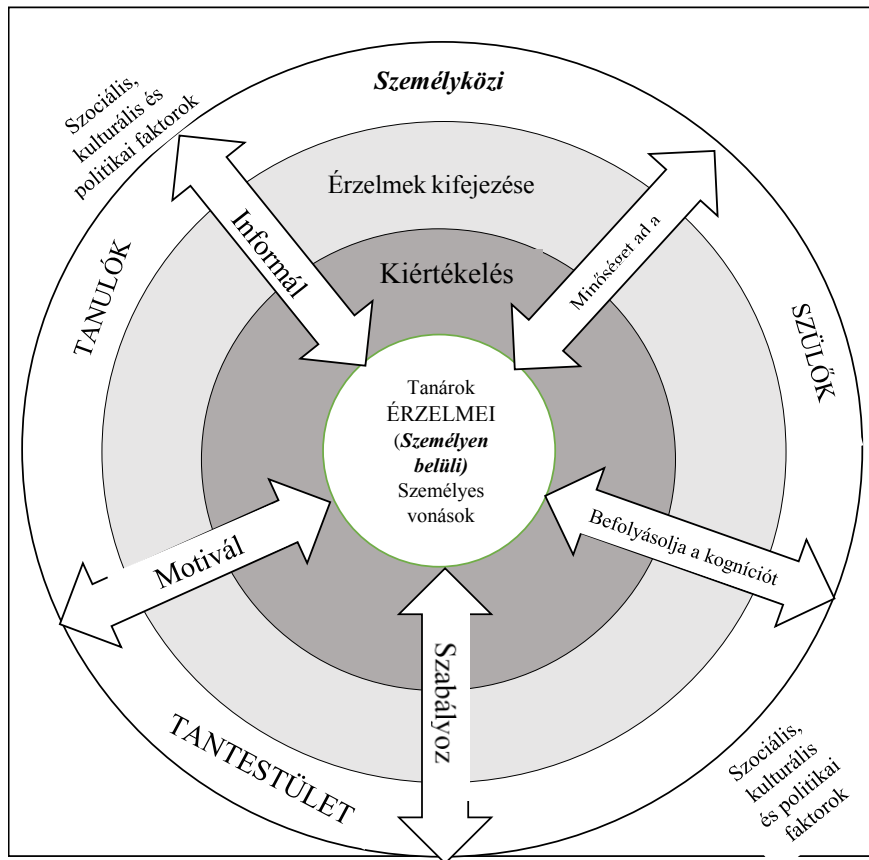 Személyközi
Szociális,
kulturális és
politikai faktorok
Érzelmek kifejezése
Informál
Minőséget ad a
Kiértékelés
TANULÓK
SZÜLŐK
Tanárok
ÉRZELMEI
(Személyen
belüli)
Személyes
vonások
Motivál
Befolyásolja a kogníciót
Szabályoz
TANTESTÜLET
Szociális,
kulturális
és politikai
faktorok